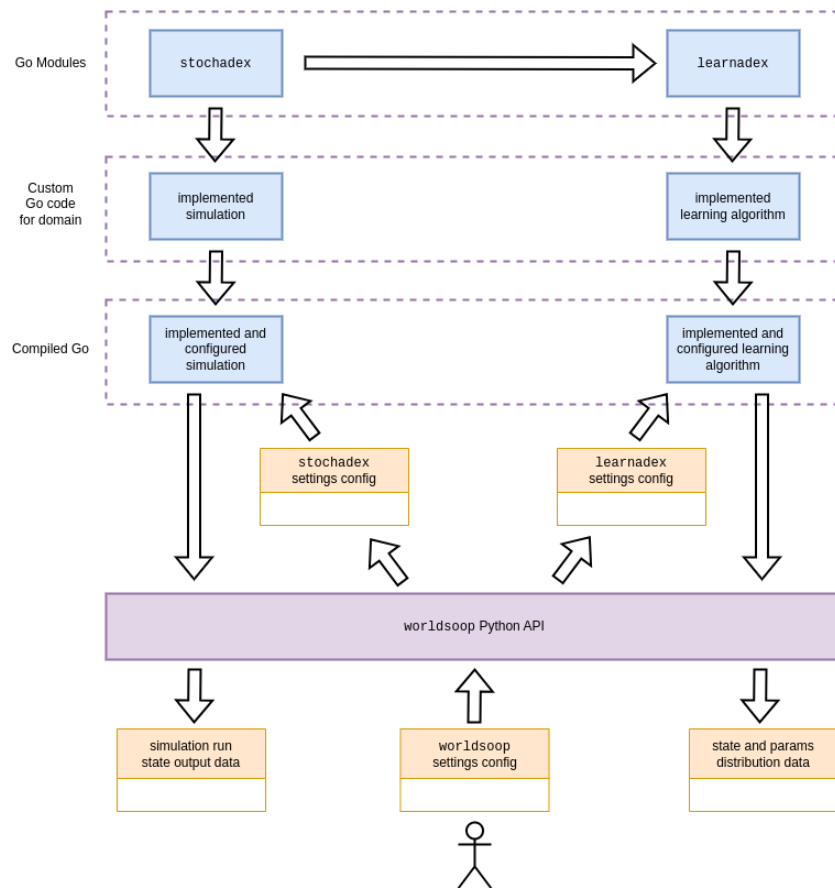 Go Modules
stochadex
learnadex
Custom
Go code
for domain
implemented
simulation
implemented
learning algorithm
Compiled Go
implemented and
configured
simulation
implemented and
configured learning
algorithm
stochadex
settings config
learnadex
settings config
worldsoop Python API
simulation run
state output data
worldsoop
settings config
state and params
distribution data